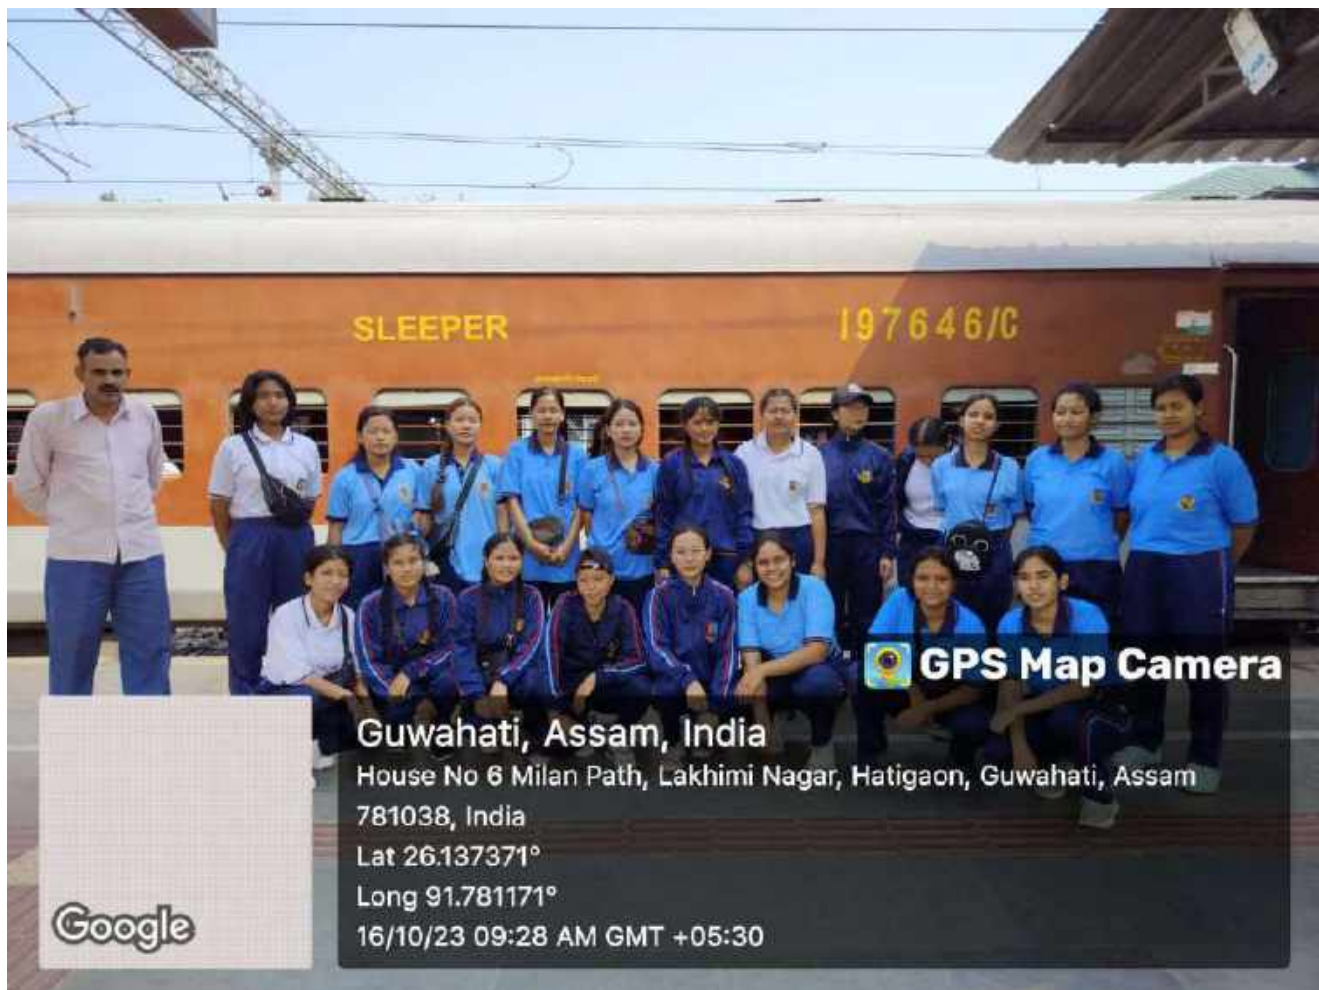 SLEEPER
197646/C
GPS Map Camera
Guwahati, Assam, India
House No 6 Milan Path, Lakhimi Nagar, Hatigaon, Guwahati, Assam
781038, India
Lat 26.137371°
Long 91.781171°
16/10/23 09:28 AM GMT +05:30
Google